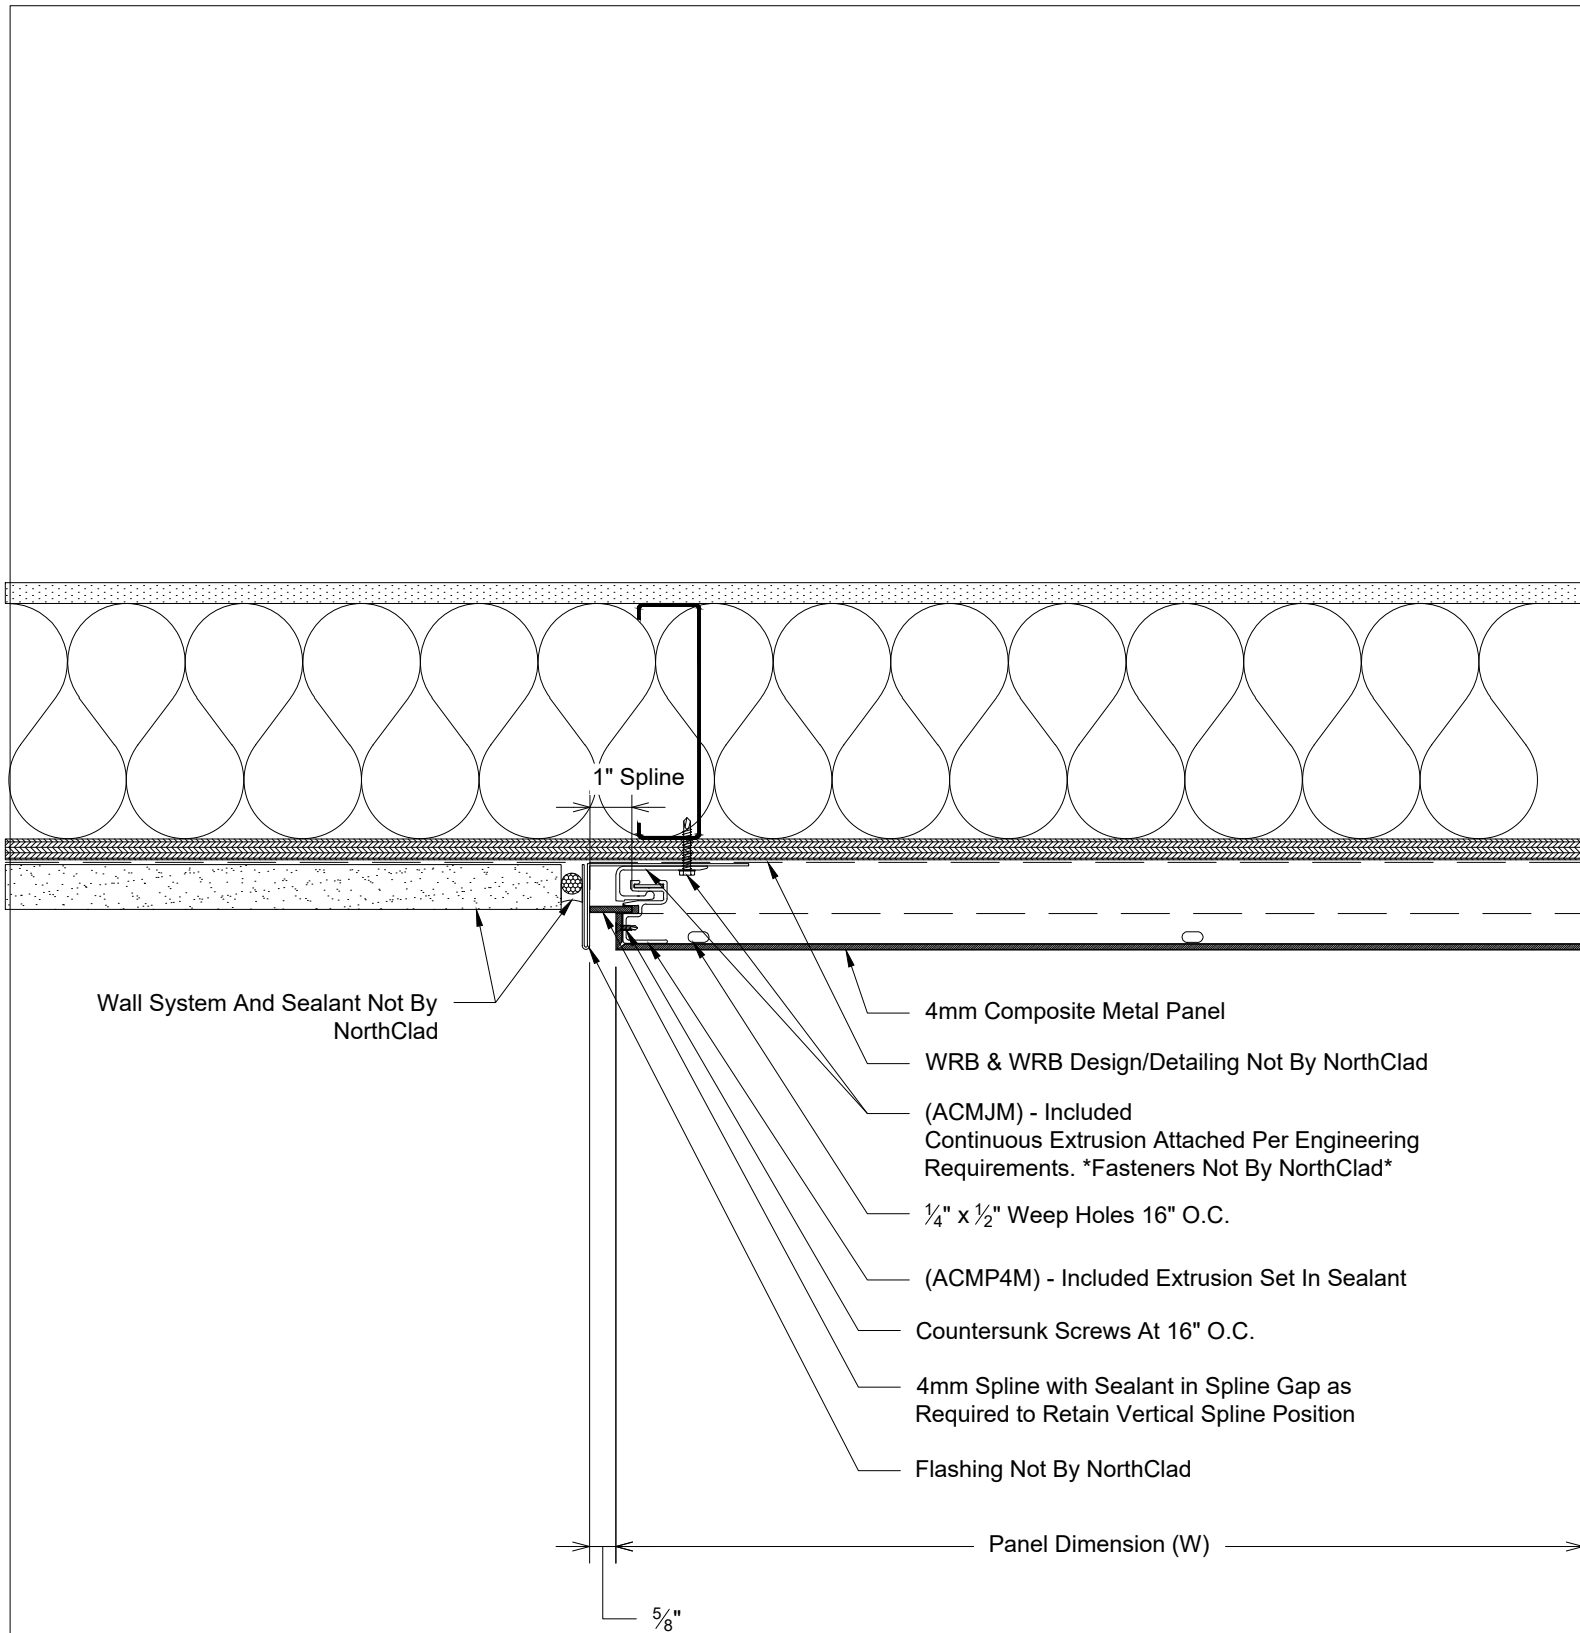 1" Spline
Wall System And Sealant Not By
NorthClad
4mm Composite Metal Panel
WRB & WRB Design/Detailing Not By NorthClad
(ACMJM) - Included
Continuous Extrusion Attached Per Engineering
Requirements. *Fasteners Not By NorthClad*
¼" x ½" Weep Holes 16" O.C.
(ACMP4M) - Included Extrusion Set In Sealant
Countersunk Screws At 16" O.C.
4mm Spline with Sealant in Spline Gap as
Required to Retain Vertical Spline Position
Flashing Not By NorthClad
Panel Dimension (W)
⅝"